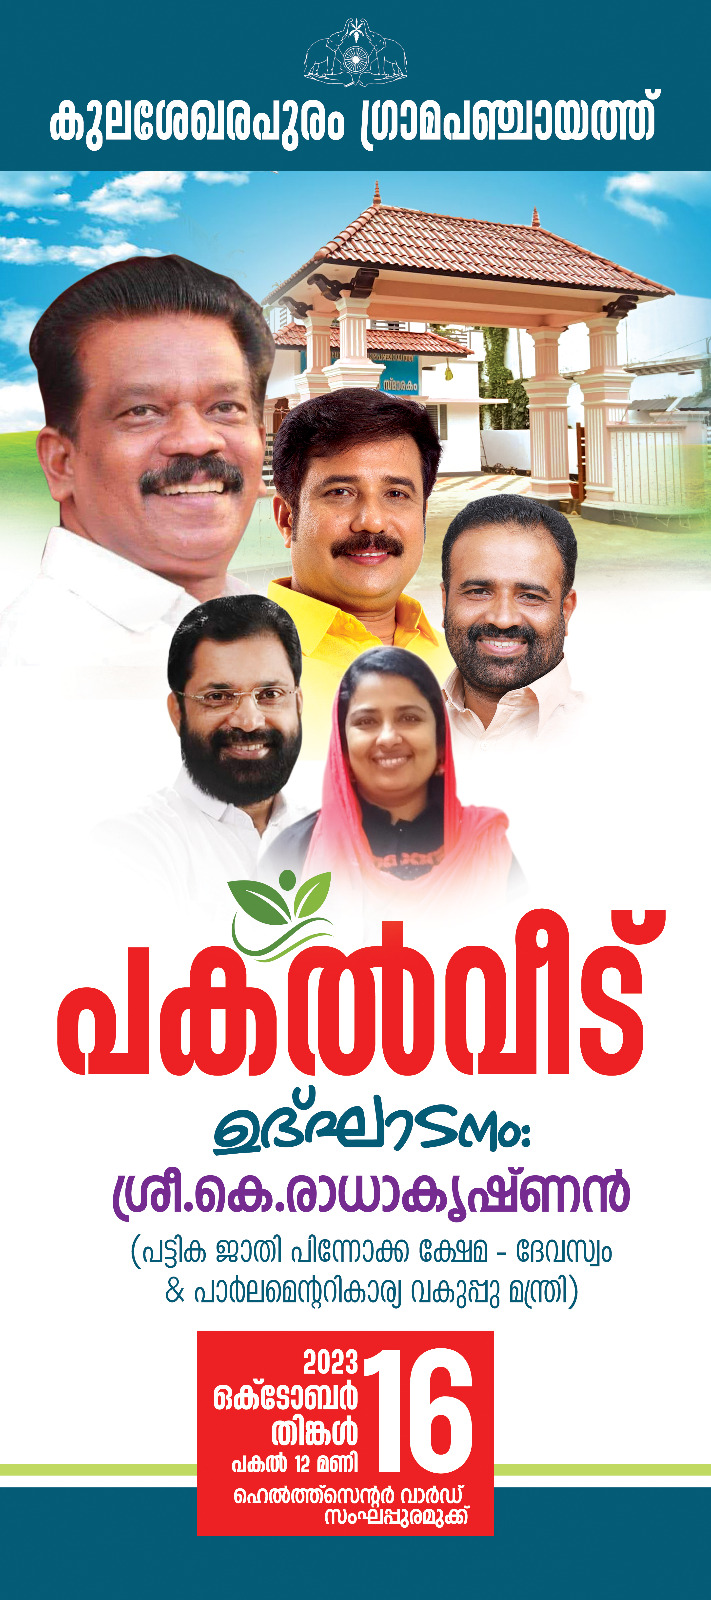 കുലശേഖരപുരം ഗ്രാമപഞ്ചായത്ത്
സ്മാരകം
പകൽവീട്
ഉദ്ഘാടനം:
ശ്രീ.കെ.രാധാകൃഷ്ണൻ
(പട്ടിക ജാതി പിന്നോക്ക ക്ഷേമ - ദേവസ്വം
& പാർലമെന്ററികാര്യ വകുപ്പു മന്ത്രി)
2023
ഒക്ടോബർ
തിങ്കൾ
16
പകൽ 12 മണി
ഹെൽത്ത്സെന്റർ വാർഡ്
സംഘപ്പുരമുക്ക്